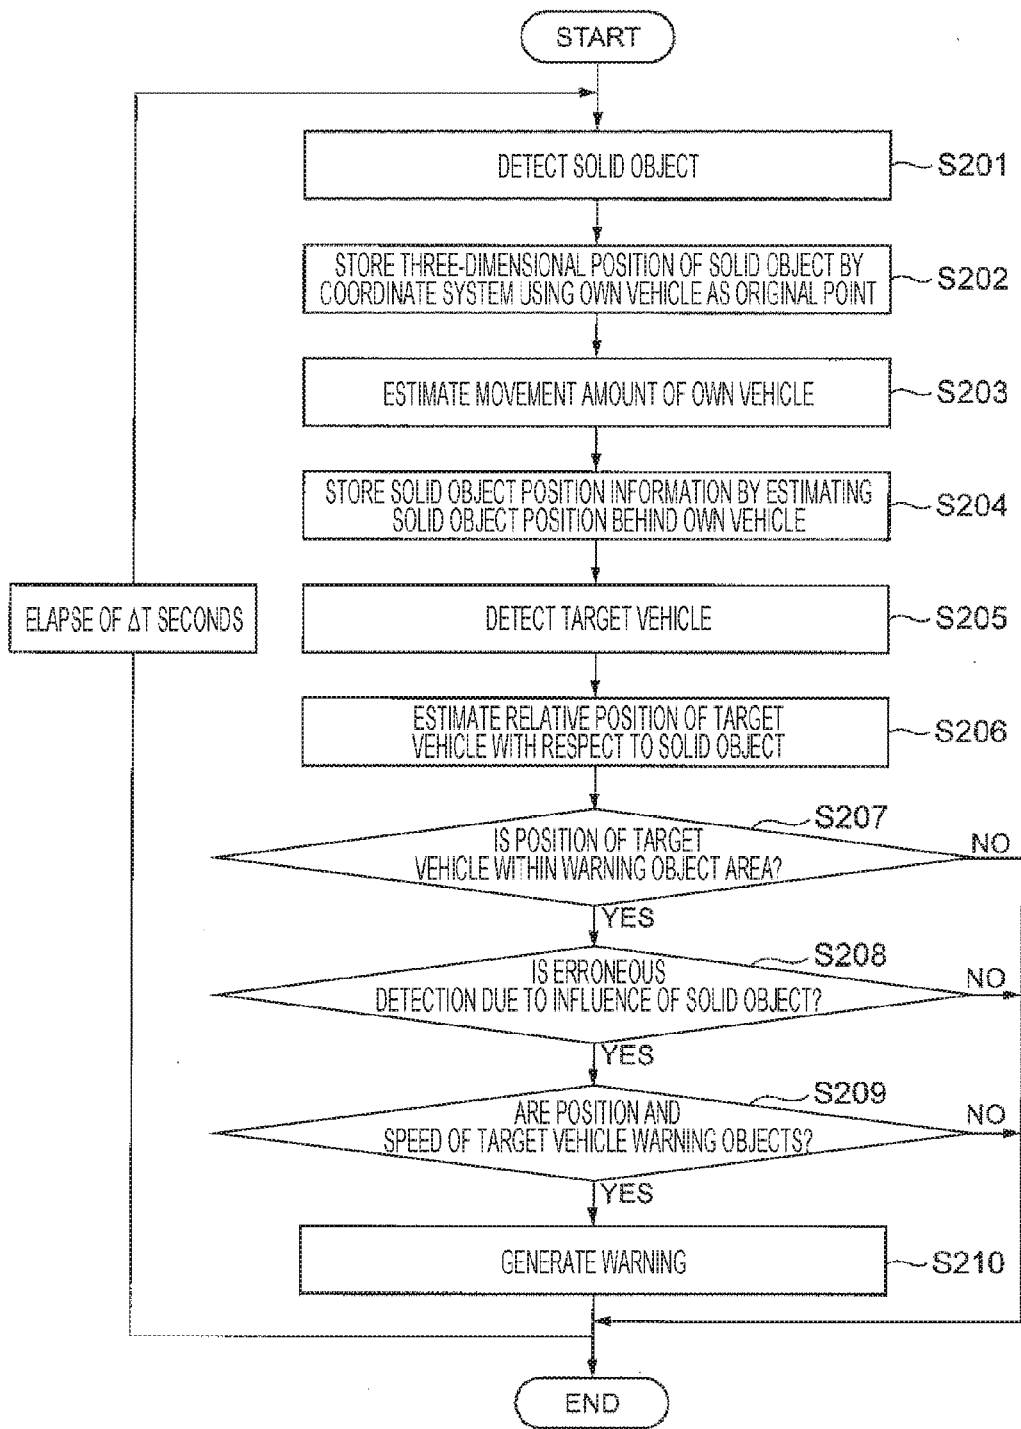 START
DETECT SOLID OBJECT
S201
STORE THREE-DIMENSIONAL POSITION OF SOLID OBJECT BY
COORDINATE SYSTEM USING OWN VEHICLE AS ORIGINAL POINT
S202
ESTIMATE MOVEMENT AMOUNT OF OWN VEHICLE
S203
STORE SOLID OBJECT POSITION INFORMATION BY ESTIMATING
SOLID OBJECT POSITION BEHIND OWN VEHICLE
S204
ELAPSE OF ΔT SECONDS
DETECT TARGET VEHICLE
S205
ESTIMATE RELATIVE POSITION OF TARGET
VEHICLE WITH RESPECT TO SOLID OBJECT
S206
S207
IS POSITION OF TARGET
VEHICLE WITHIN WARNING OBJECT AREA?
NO
YES
S208
IS ERRONEOUS
DETECTION DUE TO INFLUENCE OF SOLID OBJECT?
NO
YES
S209
ARE POSITION AND
SPEED OF TARGET VEHICLE WARNING OBJECTS?
NO
YES
GENERATE WARNING
S210
END